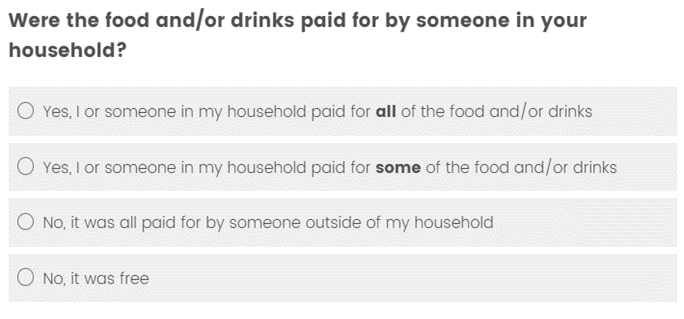 Were the food and/or drinks paid for by someone in your
household?
Yes, I or someone in my household paid for all of the food and/or drinks
Yes, I or someone in my household paid for some of the food and/or drinks
No, it was all paid for by someone outside of my household
No, it was free